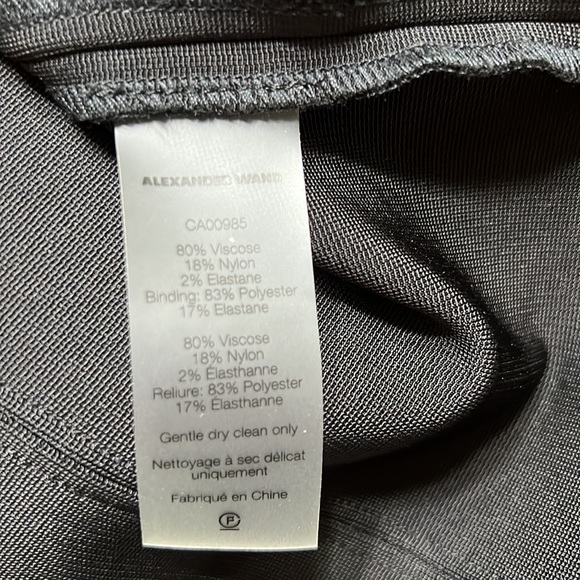 ALEXANDER WANG
CA00985
80% Viscose
18% Nylon
2% Elastane
Binding: 83% Polyester
17% Elastane
80% Viscose
18% Nylon
2% Élasthanne
Reliure: 83% Polyester
17% Élasthanne
Gentle dry clean only
Nettoyage à sec délicat
uniquement
Fabriqué en Chine
P